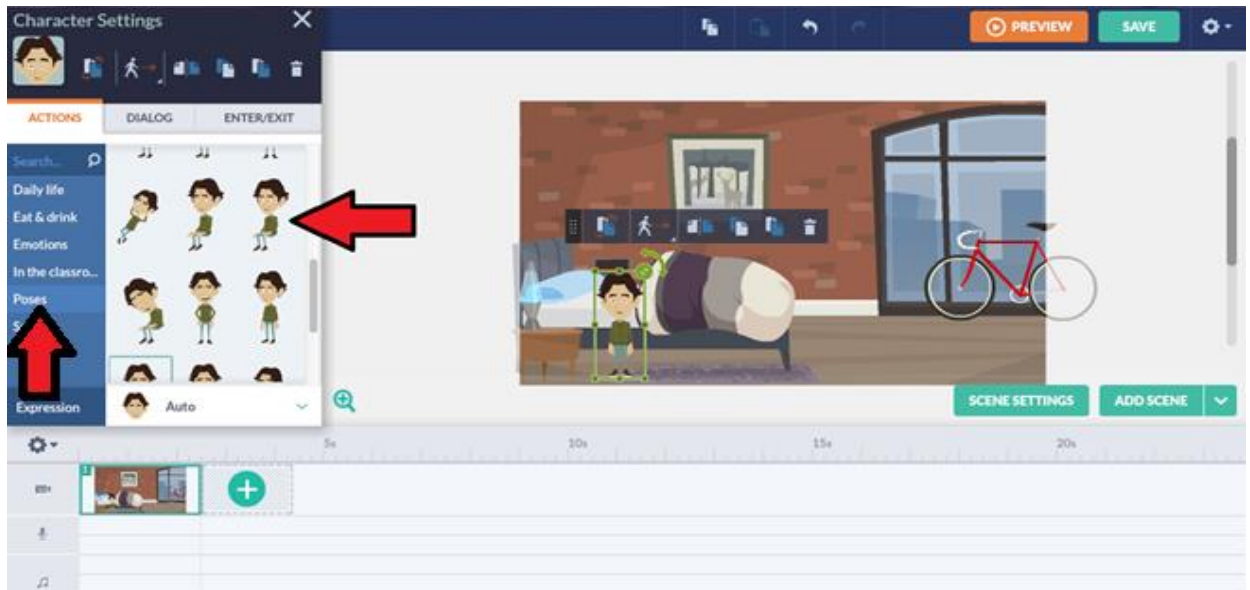 Character Settings
PREVIEW
SAVE
ACTIONS
DIALOG
ENTER/EXIT
Search...
Daily life
Eat & drink
Emotions
In the classro...
Poses
Expression
Auto
SCENE SETTINGS
ADD SCENE
5s
10s
15s
20s
1